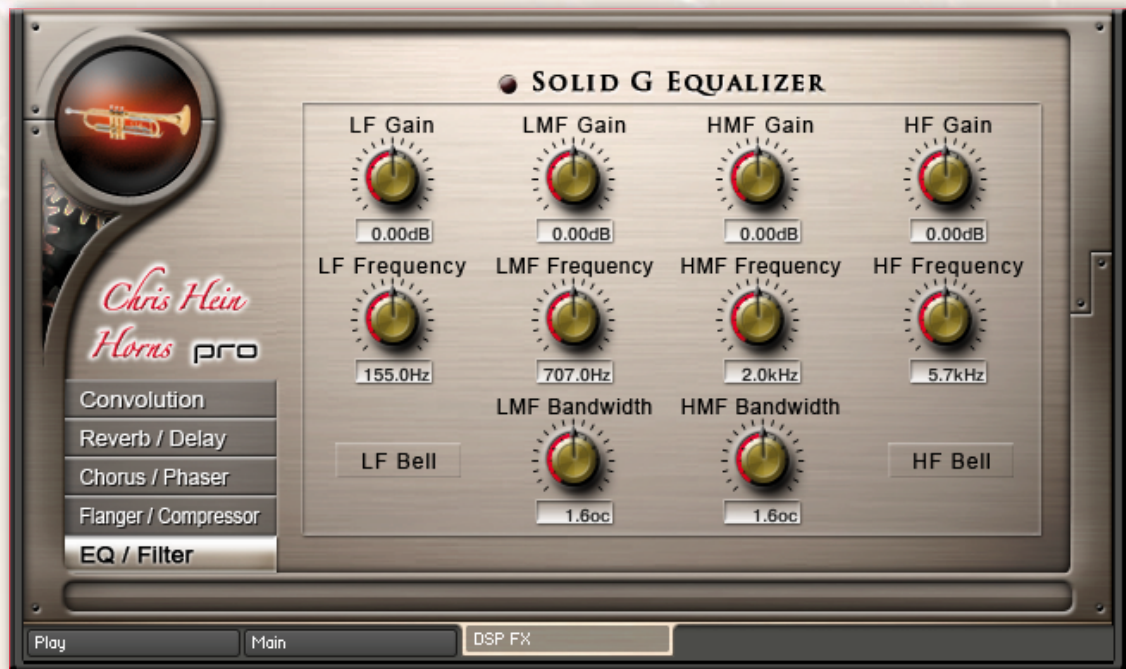 SOLID G EQUALIZER
LF Gain LMF Gain HMF Gain HF Gain
0.00dB 0.00dB 0.00dB 0.00dB
LF Frequency LMF Frequency HMF Frequency HF Frequency
155.0Hz 707.0Hz 2.0kHz 5.7kHz
LMF Bandwidth HMF Bandwidth
LF Bell HF Bell
1.6oc 1.6oc
Chris Hein
Horns pro
Convolution
Reverb / Delay
Chorus / Phaser
Flanger / Compressor
EQ / Filter
Play Main DSP FX